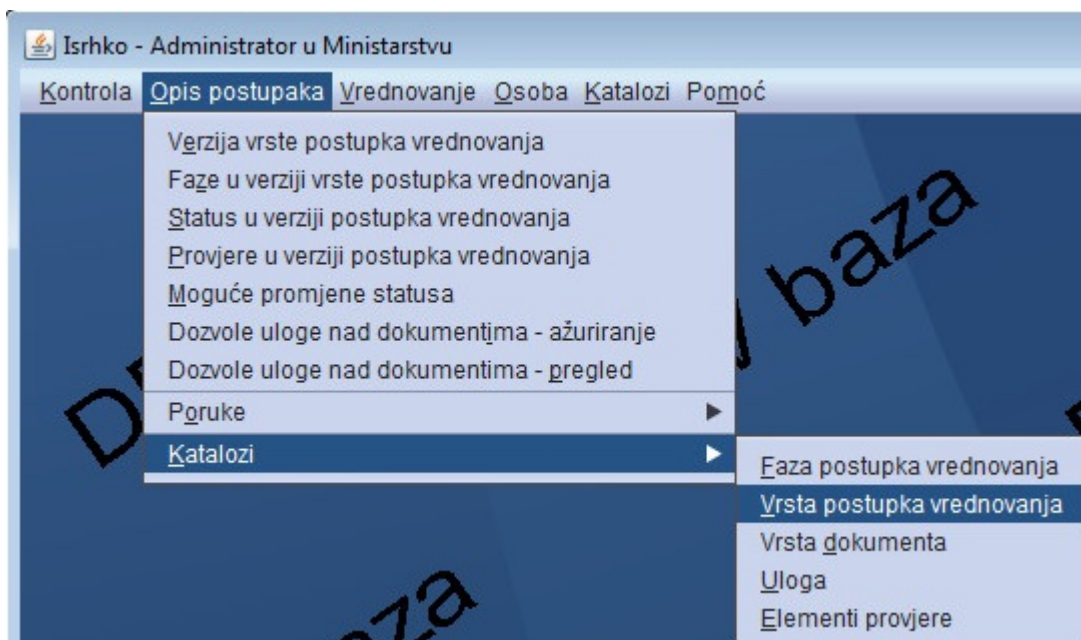 Isrhko - Administrator u Ministarstvu
Kontrola Opis postupaka Vrednovanje Osoba Katalozi Pomoć
Verzija vrste postupka vrednovanja
Faze u verziji vrste postupka vrednovanja
Status u verziji postupka vrednovanja
Provjere u verziji postupka vrednovanja
Moguće promjene statusa
Dozvole uloge nad dokumentima - ažuriranje
Dozvole uloge nad dokumentima - pregled
Poruke
Katalozi
Faza postupka vrednovanja
Vrsta postupka vrednovanja
Vrsta dokumenta
Uloga
Elementi provjere
baza